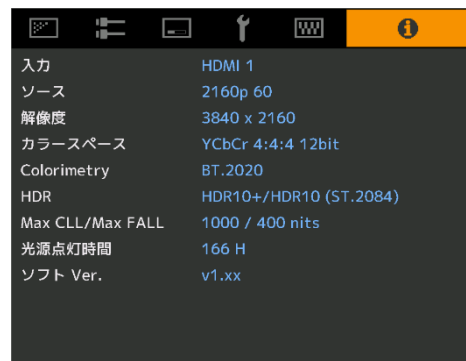 入力 HDMI 1
ソース 2160p 60
解像度 3840 x 2160
カラースペース YCbCr 4:4:4 12bit
Colorimetry BT.2020
HDR HDR10+/HDR10 (ST.2084)
Max CLL/Max FALL 1000 / 400 nits
光源点灯時間 166 H
ソフト Ver. v1.xx